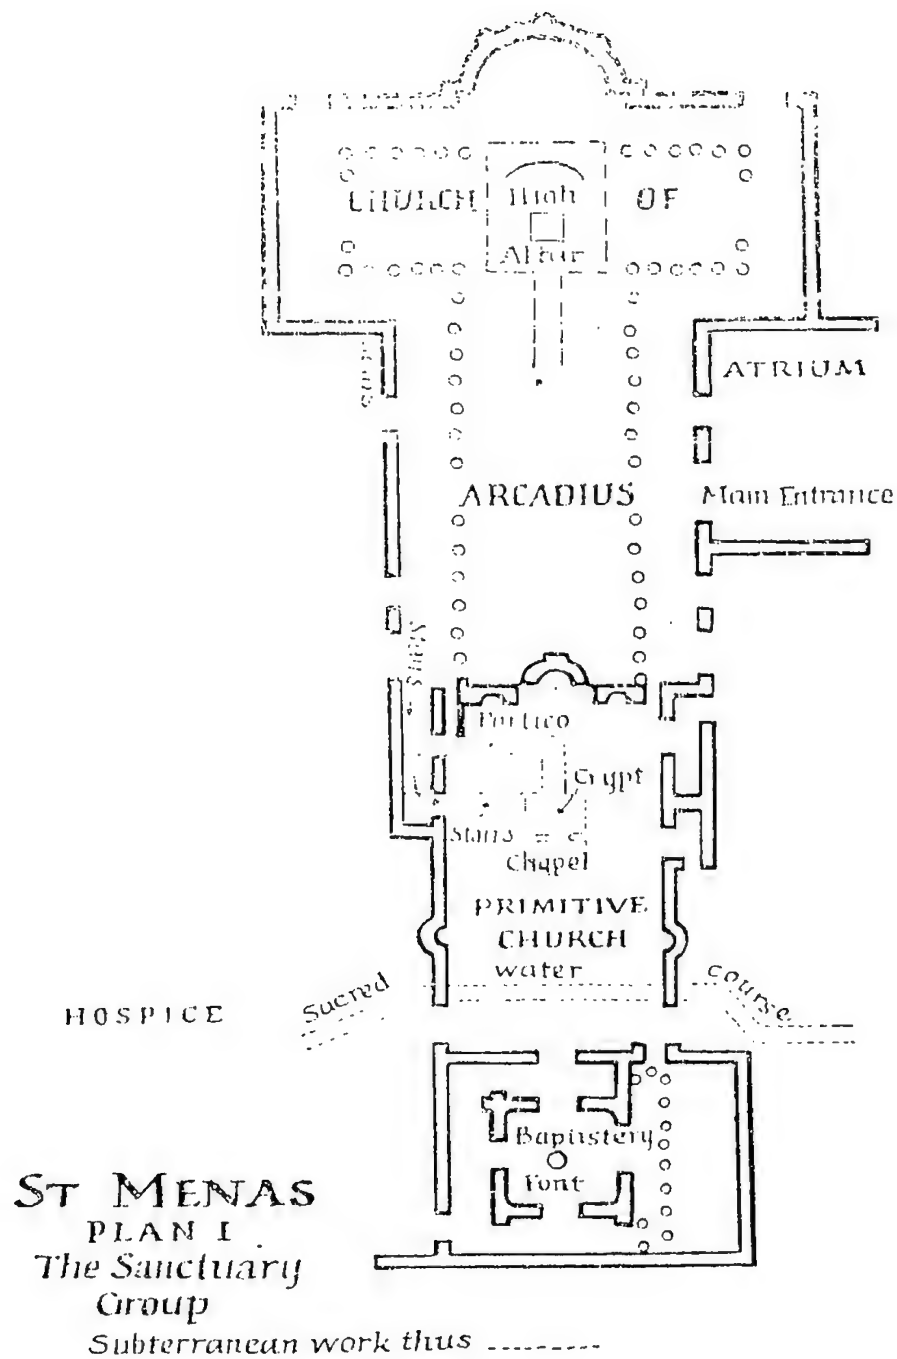 CHURCH OF
High
Altar
ATRIUM
ARCADIUS
Main Entrance
Stairs
Portico
Crypt
Stairs
Chapel
PRIMITIVE
CHURCH
Sacred water course
HOSPICE
Baptistery
Font
ST MENAS
PLAN I.
The Sanctuary
Group
Subterranean work thus --------